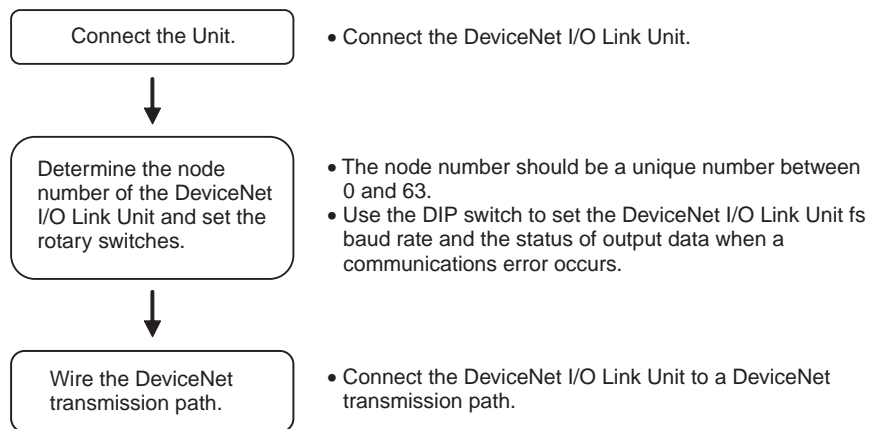 Connect the Unit.
• Connect the DeviceNet I/O Link Unit.
Determine the node
number of the DeviceNet
I/O Link Unit and set the
rotary switches.
• The node number should be a unique number between
0 and 63.
• Use the DIP switch to set the DeviceNet I/O Link Unit fs
baud rate and the status of output data when a
communications error occurs.
Wire the DeviceNet
transmission path.
• Connect the DeviceNet I/O Link Unit to a DeviceNet
transmission path.